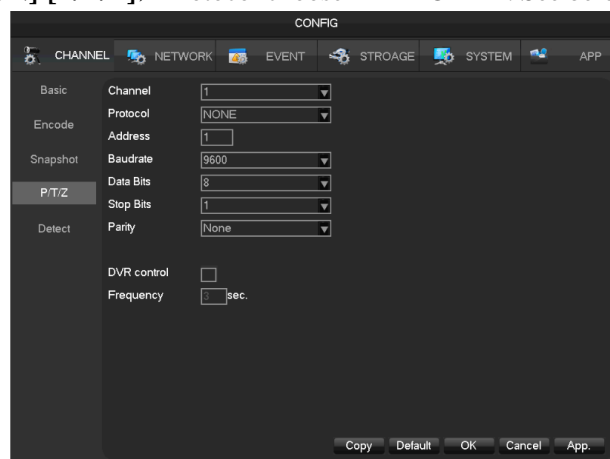 CONFIG
CHANNEL NETWORK EVENT STROAGE SYSTEM APP
Basic
Encode
Snapshot
P/T/Z
Detect
Channel 1
Protocol NONE
Address 1
Baudrate 9600
Data Bits 8
Stop Bits 1
Parity None
DVR control
Frequency 3 sec.
Copy Default OK Cancel App.